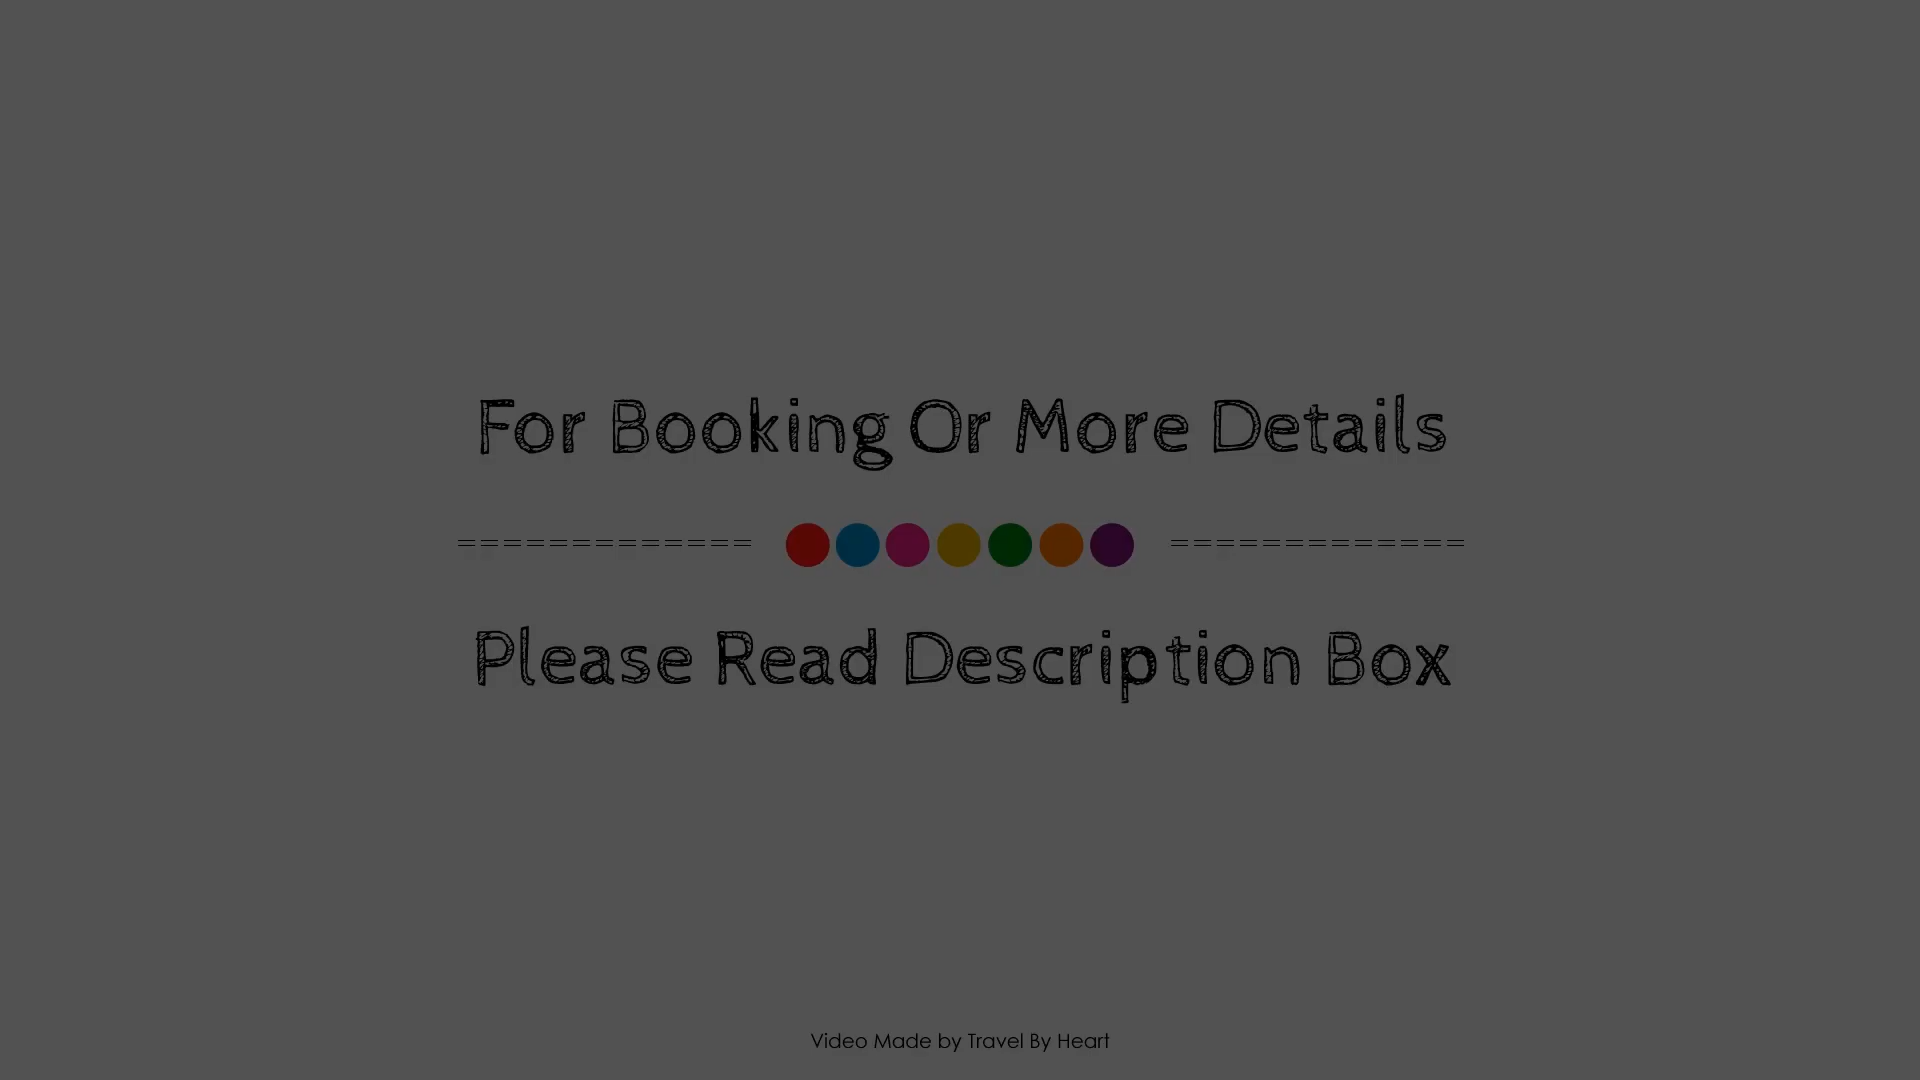 For Booking Or More Details
============= =============
Please Read Description Box
Video Made by Travel By Heart